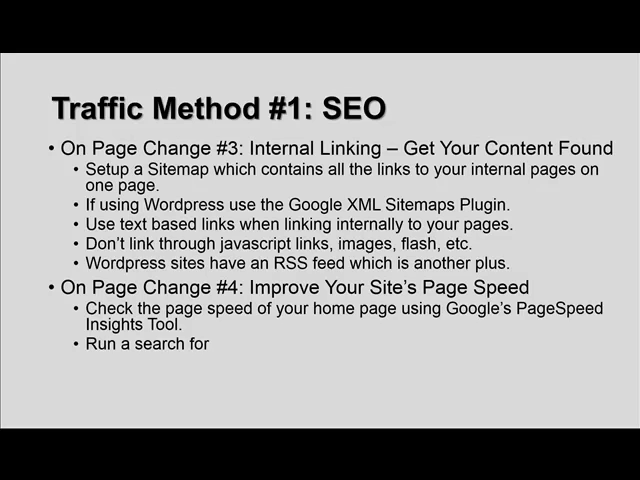 Traffic Method #1: SEO
• On Page Change #3: Internal Linking – Get Your Content Found
• Setup a Sitemap which contains all the links to your internal pages on
one page.
• If using Wordpress use the Google XML Sitemaps Plugin.
• Use text based links when linking internally to your pages.
• Don't link through javascript links, images, flash, etc.
• Wordpress sites have an RSS feed which is another plus.
• On Page Change #4: Improve Your Site's Page Speed
• Check the page speed of your home page using Google's PageSpeed
Insights Tool.
• Run a search for